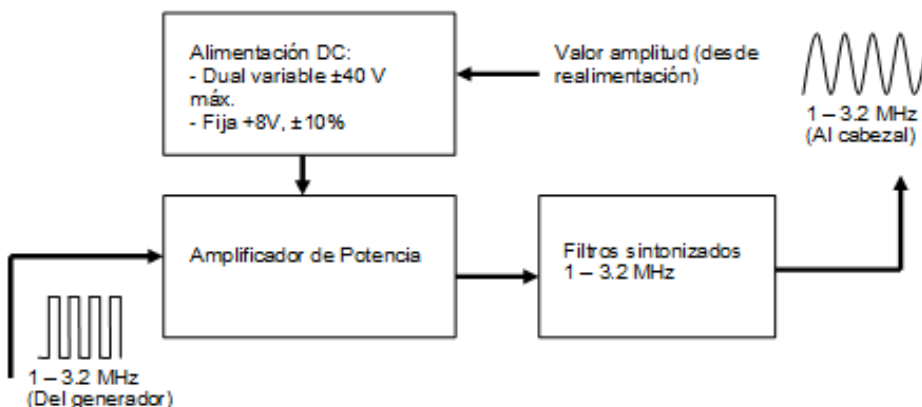 Alimentación DC:
- Dual variable ±40 V
máx.
- Fija +8V, ±10%
Valor amplitud (desde
realimentación)
1 – 3.2 MHz
(Al cabezal)
Amplificador de Potencia
Filtros sintonizados
1 – 3.2 MHz
1 – 3.2 MHz
(Del generador)